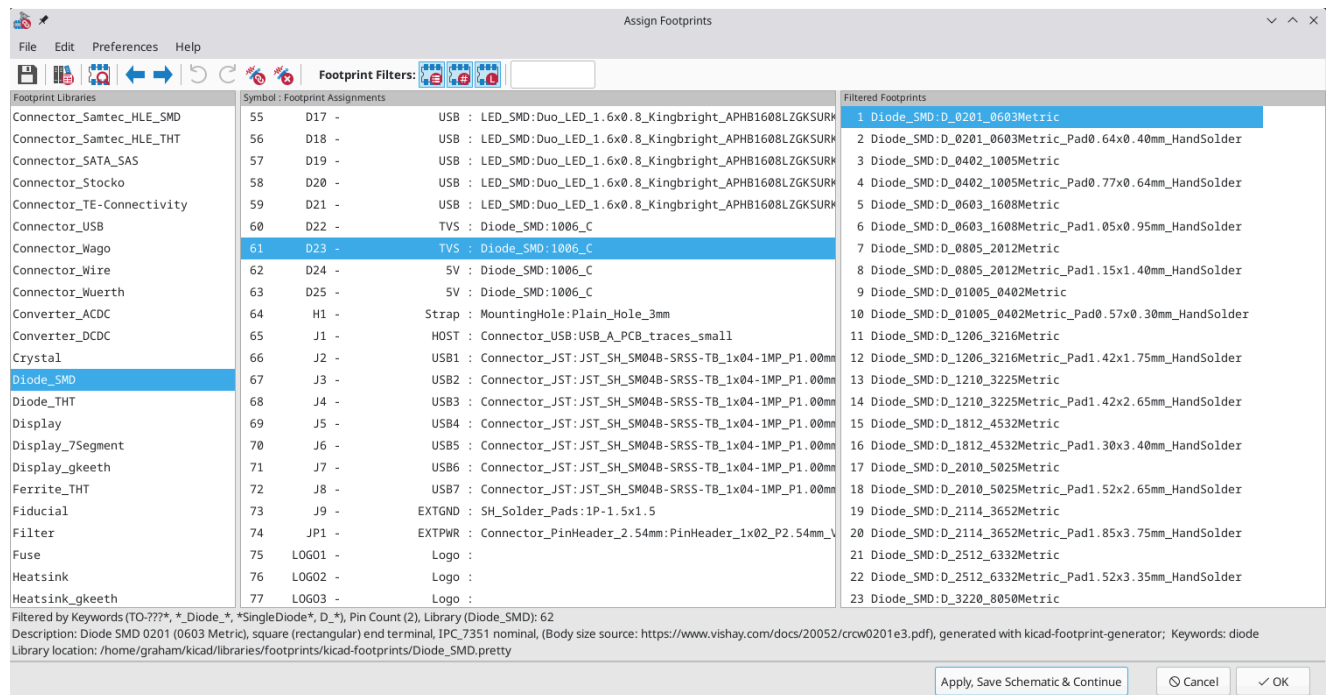 Assign Footprints
File Edit Preferences Help
Footprint Filters:
Footprint Libraries
Connector_Samtec_HLE_SMD
Connector_Samtec_HLE_THT
Connector_SATA_SAS
Connector_Stocko
Connector_TE-Connectivity
Connector_USB
Connector_Wago
Connector_Wire
Connector_Wuerth
Converter_ACDC
Converter_DCDC
Crystal
Diode_SMD
Diode_THT
Display
Display_7Segment
Display_gkeeth
Ferrite_THT
Fiducial
Filter
Fuse
Heatsink
Heatsink_gkeeth
Symbol : Footprint Assignments
55 D17 - USB : LED_SMD:Duo_LED_1.6x0.8_Kingbright_APHB1608LZGKSURK
56 D18 - USB : LED_SMD:Duo_LED_1.6x0.8_Kingbright_APHB1608LZGKSURK
57 D19 - USB : LED_SMD:Duo_LED_1.6x0.8_Kingbright_APHB1608LZGKSURK
58 D20 - USB : LED_SMD:Duo_LED_1.6x0.8_Kingbright_APHB1608LZGKSURK
59 D21 - USB : LED_SMD:Duo_LED_1.6x0.8_Kingbright_APHB1608LZGKSURK
60 D22 - TVS : Diode_SMD:1006_C
61 D23 - TVS : Diode_SMD:1006_C
62 D24 - 5V : Diode_SMD:1006_C
63 D25 - 5V : Diode_SMD:1006_C
64 H1 - Strap : MountingHole:Plain_Hole_3mm
65 J1 - HOST : Connector_USB:USB_A_PCB_traces_small
66 J2 - USB1 : Connector_JST:JST_SH_SM04B-SRSS-TB_1x04-1MP_P1.00mm
67 J3 - USB2 : Connector_JST:JST_SH_SM04B-SRSS-TB_1x04-1MP_P1.00mm
68 J4 - USB3 : Connector_JST:JST_SH_SM04B-SRSS-TB_1x04-1MP_P1.00mm
69 J5 - USB4 : Connector_JST:JST_SH_SM04B-SRSS-TB_1x04-1MP_P1.00mm
70 J6 - USB5 : Connector_JST:JST_SH_SM04B-SRSS-TB_1x04-1MP_P1.00mm
71 J7 - USB6 : Connector_JST:JST_SH_SM04B-SRSS-TB_1x04-1MP_P1.00mm
72 J8 - USB7 : Connector_JST:JST_SH_SM04B-SRSS-TB_1x04-1MP_P1.00mm
73 J9 - EXTGND : SH_Solder_Pads:1P-1.5x1.5
74 JP1 - EXTPWR : Connector_PinHeader_2.54mm:PinHeader_1x02_P2.54mm_V
75 LOGO1 - Logo :
76 LOGO2 - Logo :
77 LOGO3 - Logo :
Filtered Footprints
1 Diode_SMD:D_0201_0603Metric
2 Diode_SMD:D_0201_0603Metric_Pad0.64x0.40mm_HandSolder
3 Diode_SMD:D_0402_1005Metric
4 Diode_SMD:D_0402_1005Metric_Pad0.77x0.64mm_HandSolder
5 Diode_SMD:D_0603_1608Metric
6 Diode_SMD:D_0603_1608Metric_Pad1.05x0.95mm_HandSolder
7 Diode_SMD:D_0805_2012Metric
8 Diode_SMD:D_0805_2012Metric_Pad1.15x1.40mm_HandSolder
9 Diode_SMD:D_01005_0402Metric
10 Diode_SMD:D_01005_0402Metric_Pad0.57x0.30mm_HandSolder
11 Diode_SMD:D_1206_3216Metric
12 Diode_SMD:D_1206_3216Metric_Pad1.42x1.75mm_HandSolder
13 Diode_SMD:D_1210_3225Metric
14 Diode_SMD:D_1210_3225Metric_Pad1.42x2.65mm_HandSolder
15 Diode_SMD:D_1812_4532Metric
16 Diode_SMD:D_1812_4532Metric_Pad1.30x3.40mm_HandSolder
17 Diode_SMD:D_2010_5025Metric
18 Diode_SMD:D_2010_5025Metric_Pad1.52x2.65mm_HandSolder
19 Diode_SMD:D_2114_3652Metric
20 Diode_SMD:D_2114_3652Metric_Pad1.85x3.75mm_HandSolder
21 Diode_SMD:D_2512_6332Metric
22 Diode_SMD:D_2512_6332Metric_Pad1.52x3.35mm_HandSolder
23 Diode_SMD:D_3220_8050Metric
Filtered by Keywords (TO-???*, *_Diode_*, *SingleDiode*, D_*), Pin Count (2), Library (Diode_SMD): 62
Description: Diode SMD 0201 (0603 Metric), square (rectangular) end terminal, IPC_7351 nominal, (Body size source: https://www.vishay.com/docs/20052/crcw0201e3.pdf), generated with kicad-footprint-generator; Keywords: diode
Library location: /home/graham/kicad/libraries/footprints/kicad-footprints/Diode_SMD.pretty
Apply, Save Schematic & Continue
Cancel
OK